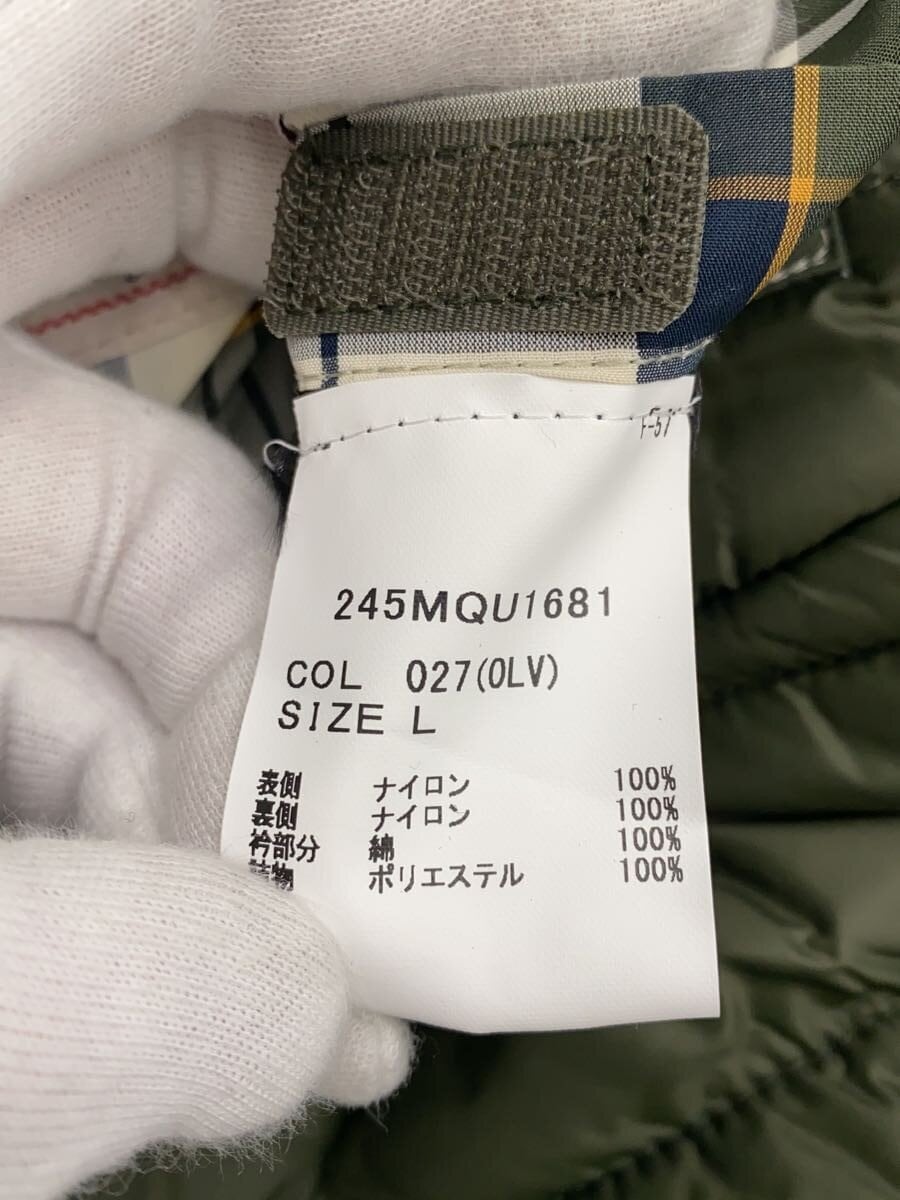 F-57
245MQU1681
COL 027(OLV)
SIZE L
表側 ナイロン 100%
裏側 ナイロン 100%
衿部分 綿 100%
詰物 ポリエステル 100%